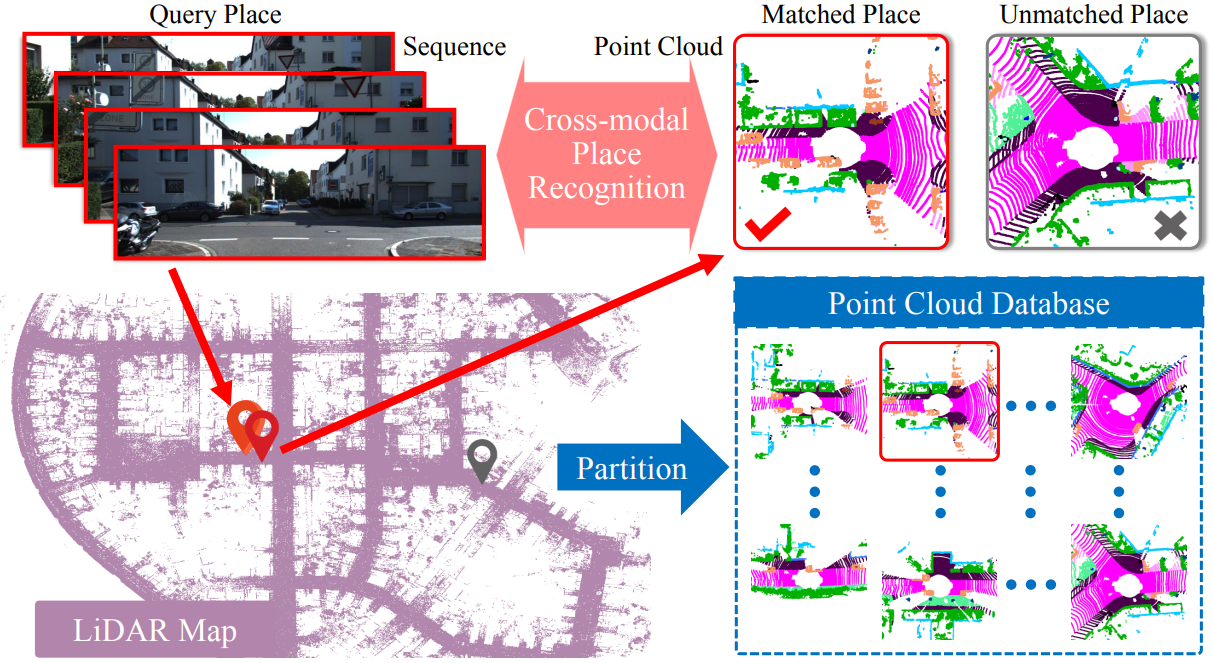 Query Place
Sequence
Point Cloud
Matched Place
Unmatched Place
Cross-modal
Place
Recognition
Point Cloud Database
Partition
LiDAR Map